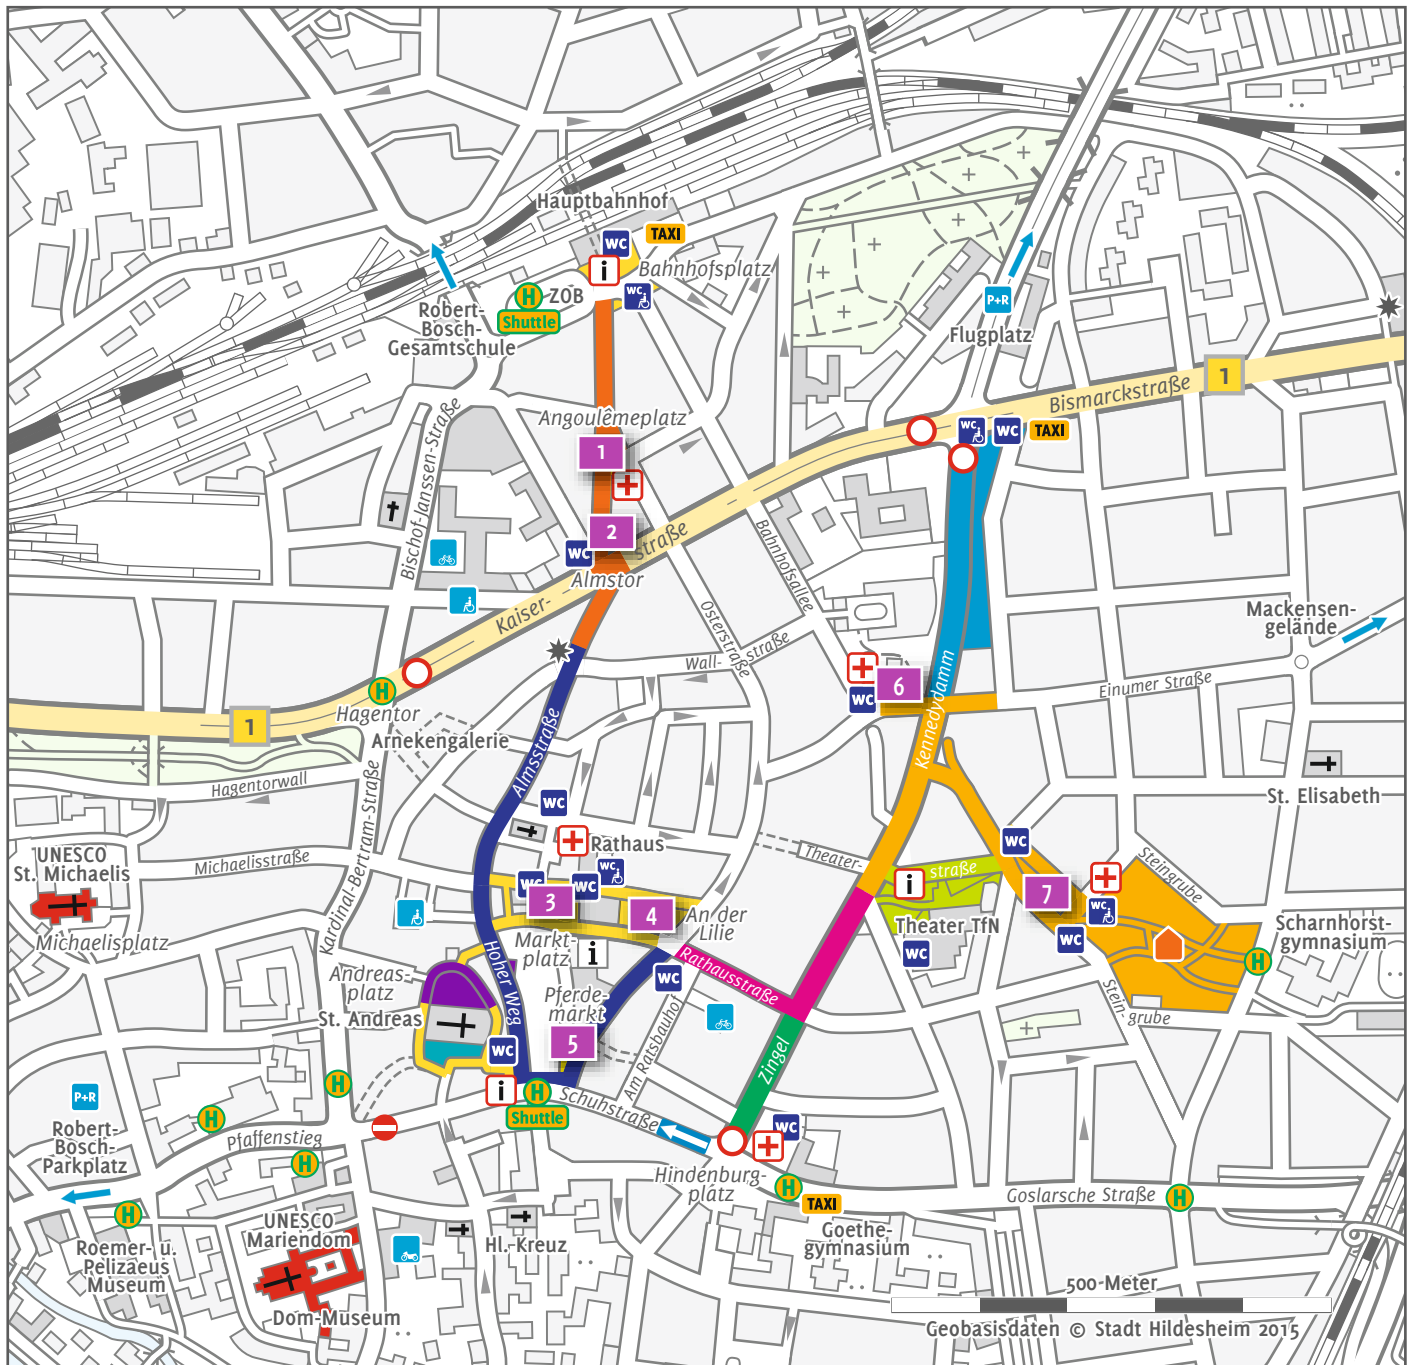 Hauptbahnhof
WC
TAXI
i
Bahnhofsplatz
H
ZOB
WC
Shuttle
Robert-
Bosch-
Gesamtschule
P+R
Flugplatz
1
Bismarckstraße
Angoulêmeplatz
WC
WC
TAXI
1
Bischof-Janssen-Straße
2
WC
straße
Almstor
Kaiser-
Bahnhofsallee
Osterstraße
Wall-
straße
Mackensen-
gelände
Einumer Straße
6
WC
H
Hagentor
1
Arnekengalerie
Kennedydamm
Almsstraße
Hagentorwall
St. Elisabeth
WC
Kardinal-Bertram-Straße
Rathaus
WC
WC
Michaelisstraße
UNESCO
St. Michaelis
Theater-
straße
Steingrube
WC
WC
3
4
i
7
WC
An der
Lilie
Theater TfN
WC
WC
Scharnhorst-
gymnasium
H
Michaelisplatz
Markt-
platz
i
Hoher Weg
Rathausstraße
Andreas-
platz
WC
Pferde-
markt
St. Andreas
Stein-
grube
WC
5
Am Ratsbauhof
Zingel
H
i
H
Shuttle
Schuhstraße
P+R
Robert-
Bosch-
Parkplatz
H
Pfaffenstieg
H
WC
Hindenburg-
platz
H
TAXI
Goslarsche Straße
H
H
UNESCO
Mariendom
Goethe-
gymnasium
Hl.-Kreuz
Roemer- u.
Pelizaeus
Museum
Dom-Museum
500 Meter
Geobasisdaten © Stadt Hildesheim 2015